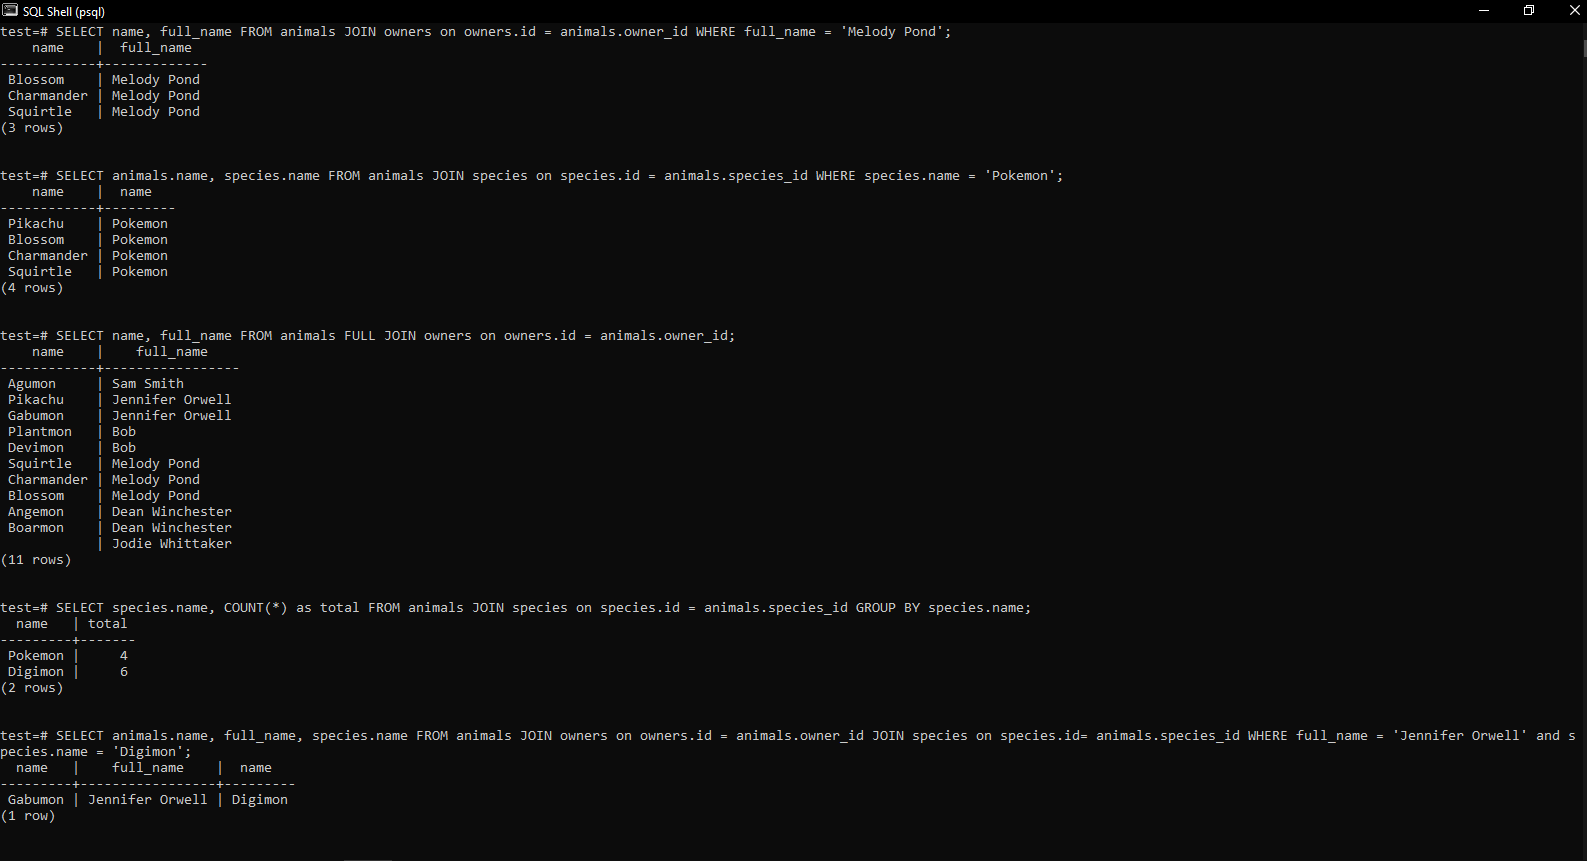 SQL Shell (psql)
test=# SELECT name, full_name FROM animals JOIN owners on owners.id = animals.owner_id WHERE full_name = 'Melody Pond';
    name    |  full_name
------------+-------------
 Blossom    | Melody Pond
 Charmander | Melody Pond
 Squirtle   | Melody Pond
(3 rows)
test=# SELECT animals.name, species.name FROM animals JOIN species on species.id = animals.species_id WHERE species.name = 'Pokemon';
    name    |  name
------------+---------
 Pikachu    | Pokemon
 Blossom    | Pokemon
 Charmander | Pokemon
 Squirtle   | Pokemon
(4 rows)
test=# SELECT name, full_name FROM animals FULL JOIN owners on owners.id = animals.owner_id;
    name    |    full_name
------------+-----------------
 Agumon     | Sam Smith
 Pikachu    | Jennifer Orwell
 Gabumon    | Jennifer Orwell
 Plantmon   | Bob
 Devimon    | Bob
 Squirtle   | Melody Pond
 Charmander | Melody Pond
 Blossom    | Melody Pond
 Angemon    | Dean Winchester
 Boarmon    | Dean Winchester
            | Jodie Whittaker
(11 rows)
test=# SELECT species.name, COUNT(*) as total FROM animals JOIN species on species.id = animals.species_id GROUP BY species.name;
  name   | total
---------+-------
 Pokemon |     4
 Digimon |     6
(2 rows)
test=# SELECT animals.name, full_name, species.name FROM animals JOIN owners on owners.id = animals.owner_id JOIN species on species.id= animals.species_id WHERE full_name = 'Jennifer Orwell' and s
pecies.name = 'Digimon';
  name   |    full_name    |  name
---------+-----------------+---------
 Gabumon | Jennifer Orwell | Digimon
(1 row)